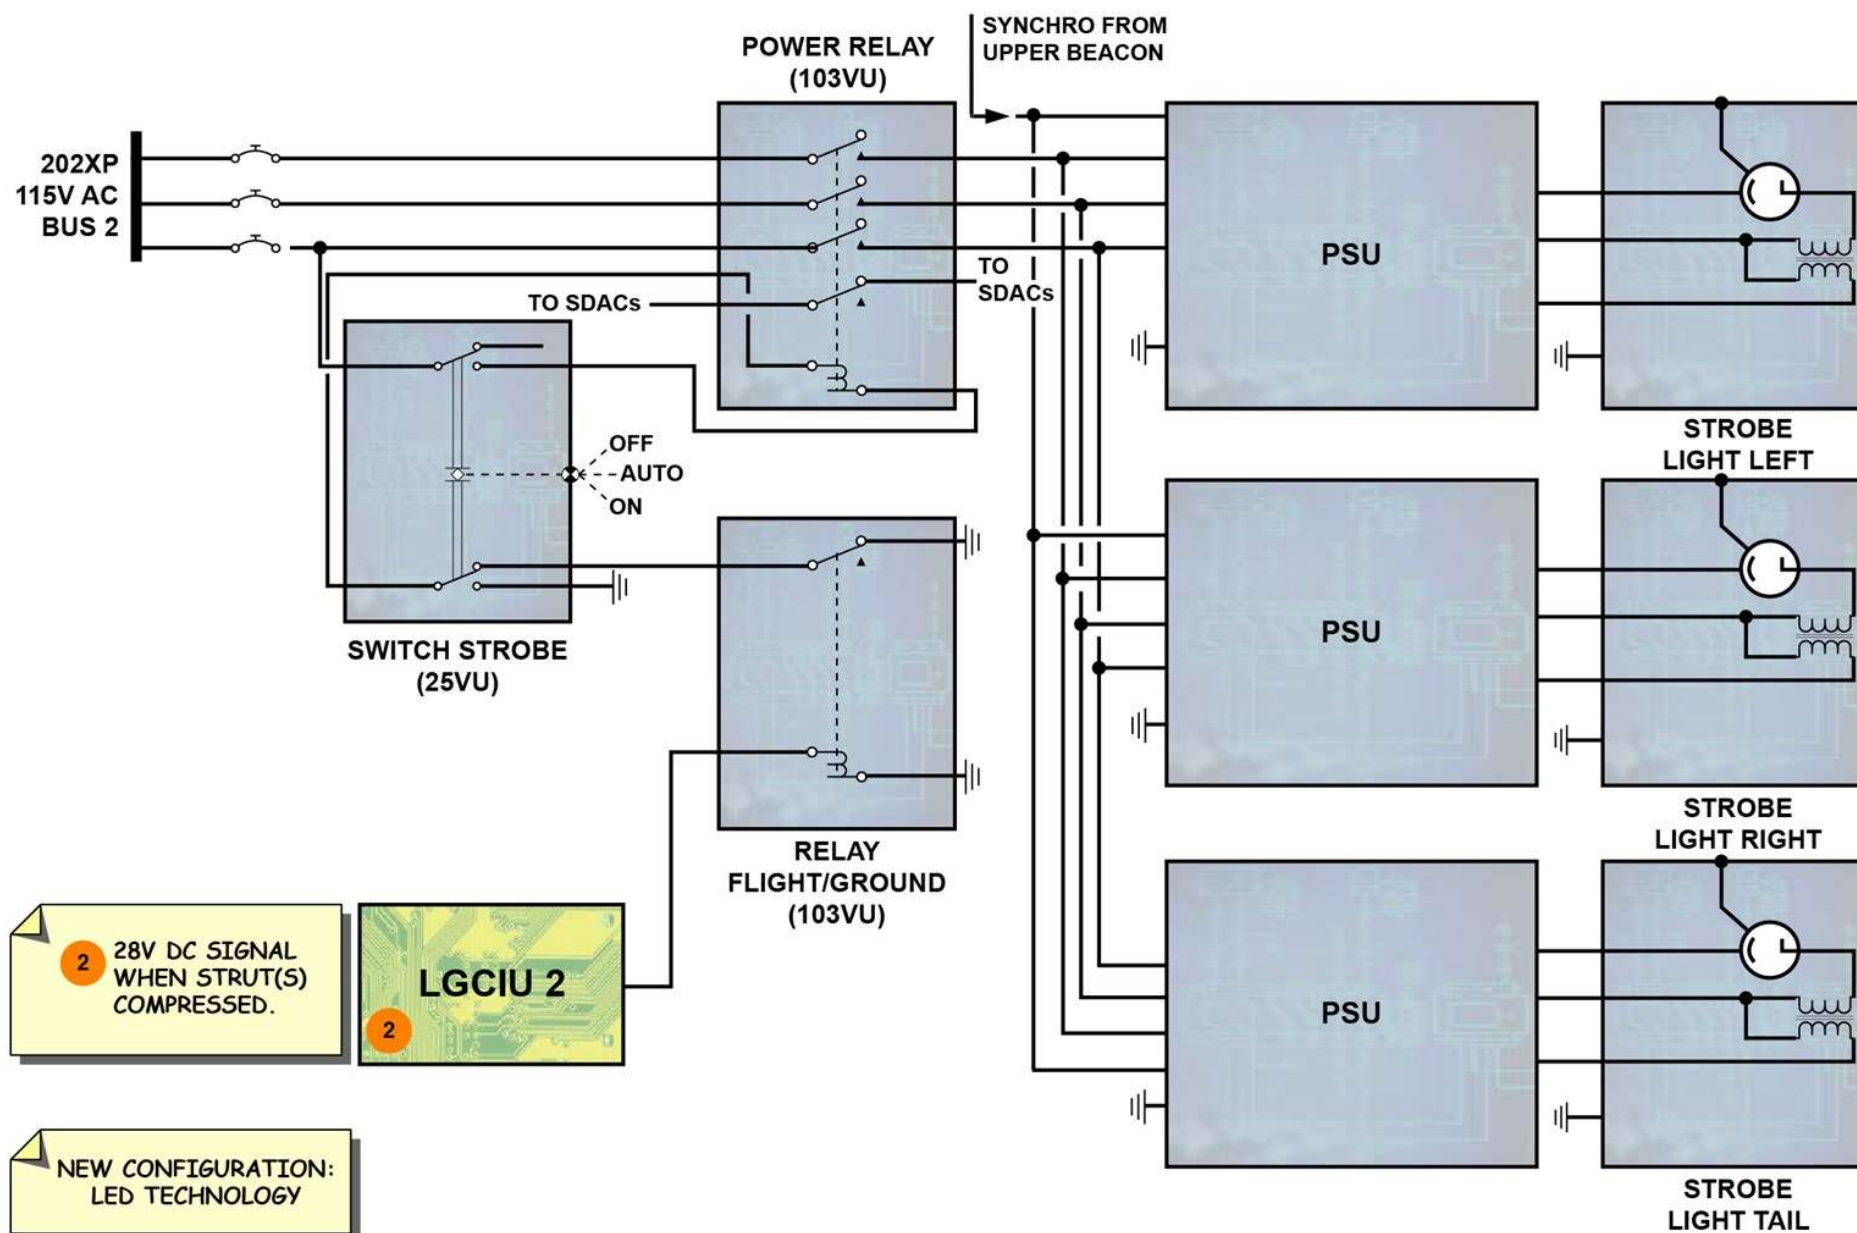 SYNCHRO FROM
UPPER BEACON
POWER RELAY
(103VU)
202XP
115V AC
BUS 2
TO SDACs
TO
SDACs
PSU
STROBE
LIGHT LEFT
OFF
AUTO
ON
SWITCH STROBE
(25VU)
PSU
STROBE
LIGHT RIGHT
RELAY
FLIGHT/GROUND
(103VU)
2
28V DC SIGNAL
WHEN STRUT(S)
COMPRESSED.
LGCIU 2
2
PSU
STROBE
LIGHT TAIL
NEW CONFIGURATION:
LED TECHNOLOGY